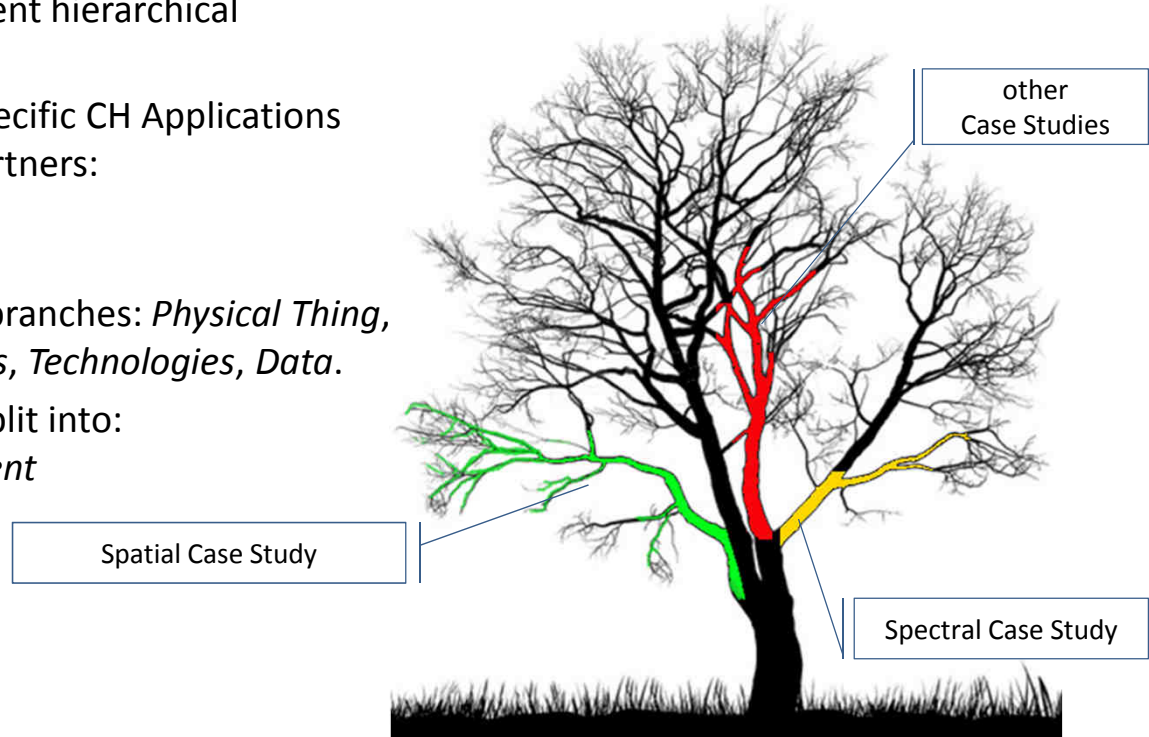 ent hierarchical
ecific CH Applications
rtners:
branches: Physical Thing,
s, Technologies, Data.
plit into:
ent
other
Case Studies
Spatial Case Study
Spectral Case Study